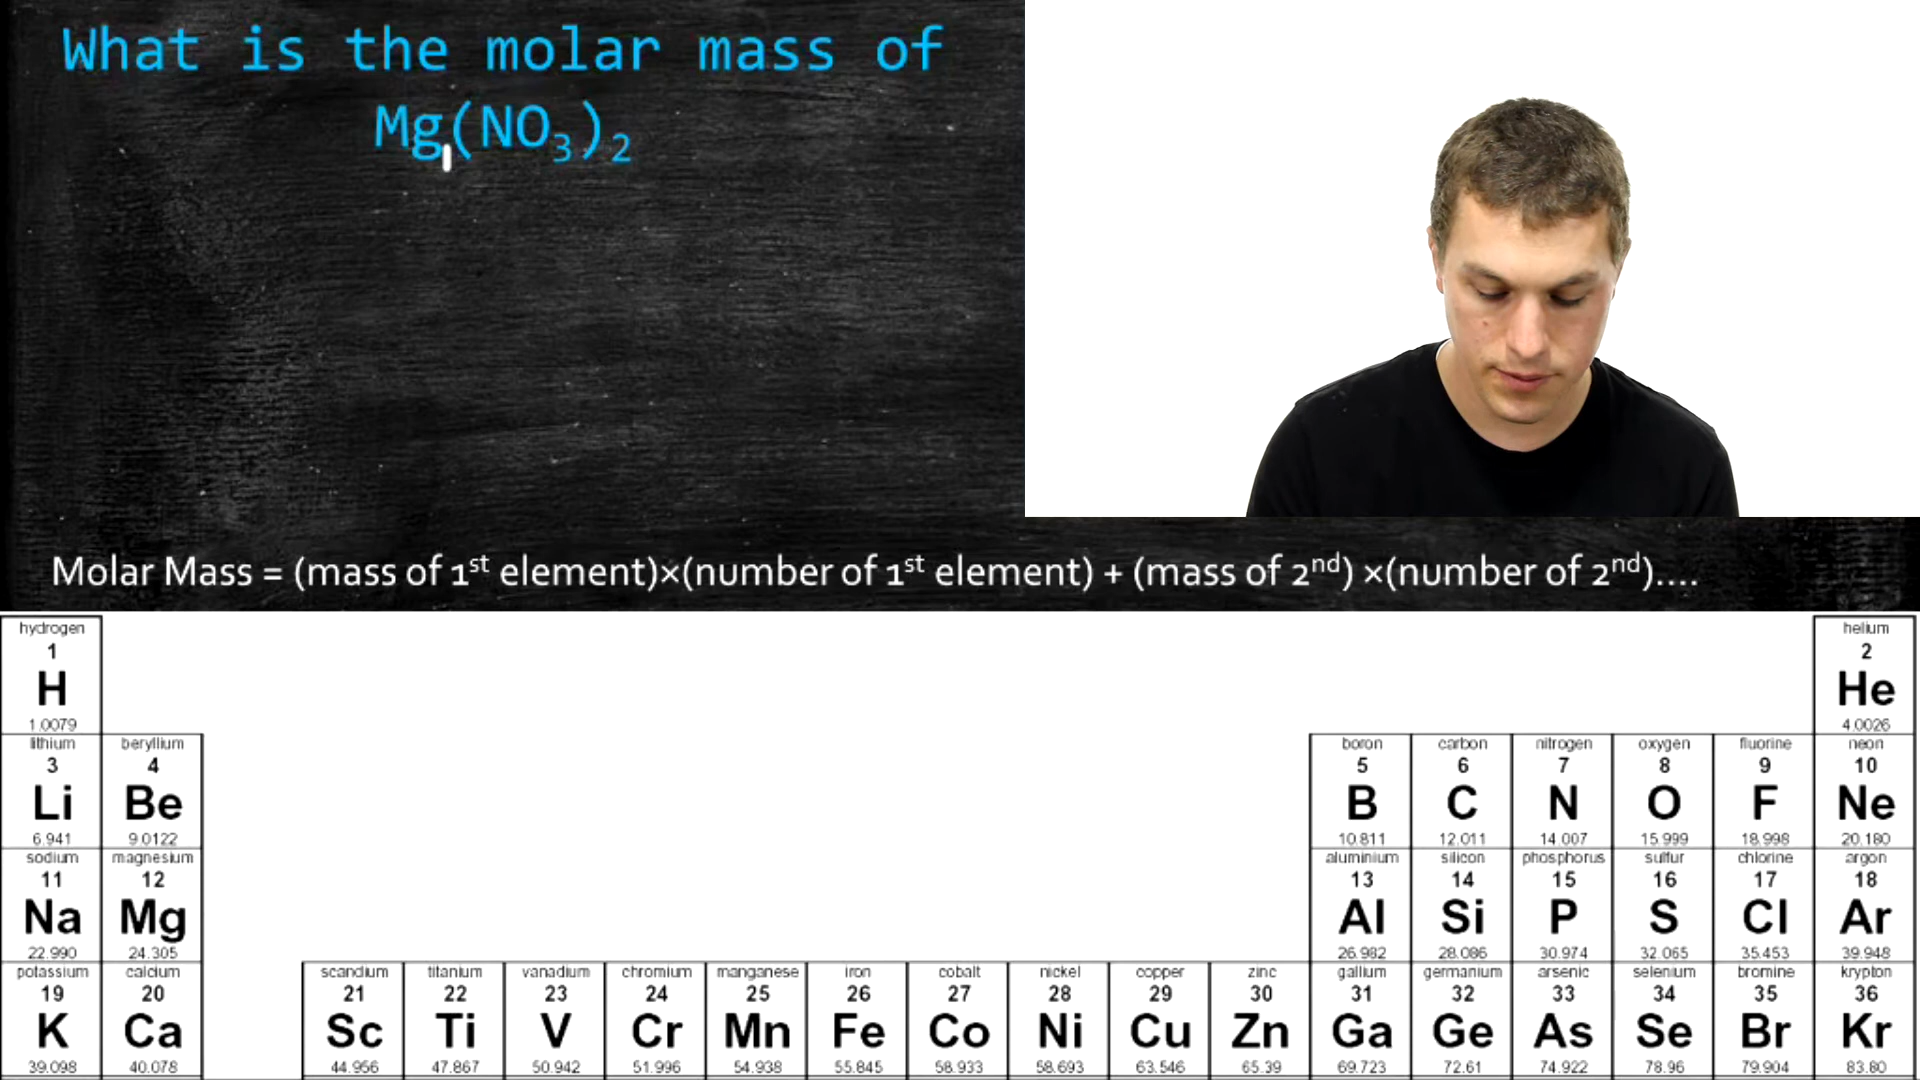 What is the molar mass of
Mg(NO₃)₂
Molar Mass = (mass of 1ˢᵗ element)×(number of 1ˢᵗ element) + (mass of 2ⁿᵈ) ×(number of 2ⁿᵈ)....
hydrogen helium
1 2
H He
1.0079 4.0026
lithium beryllium boron carbon nitrogen oxygen fluorine neon
3 4 5 6 7 8 9 10
Li Be B C N O F Ne
6.941 9.0122 10.811 12.011 14.007 15.999 18.998 20.180
sodium magnesium aluminium silicon phosphorus sulfur chlorine argon
11 12 13 14 15 16 17 18
Na Mg Al Si P S Cl Ar
22.990 24.305 26.982 28.086 30.974 32.065 35.453 39.948
potassium calcium scandium titanium vanadium chromium manganese iron cobalt nickel copper zinc gallium germanium arsenic selenium bromine krypton
19 20 21 22 23 24 25 26 27 28 29 30 31 32 33 34 35 36
K Ca Sc Ti V Cr Mn Fe Co Ni Cu Zn Ga Ge As Se Br Kr
39.098 40.078 44.956 47.867 50.942 51.996 54.938 55.845 58.933 58.693 63.546 65.39 69.723 72.61 74.922 78.96 79.904 83.80